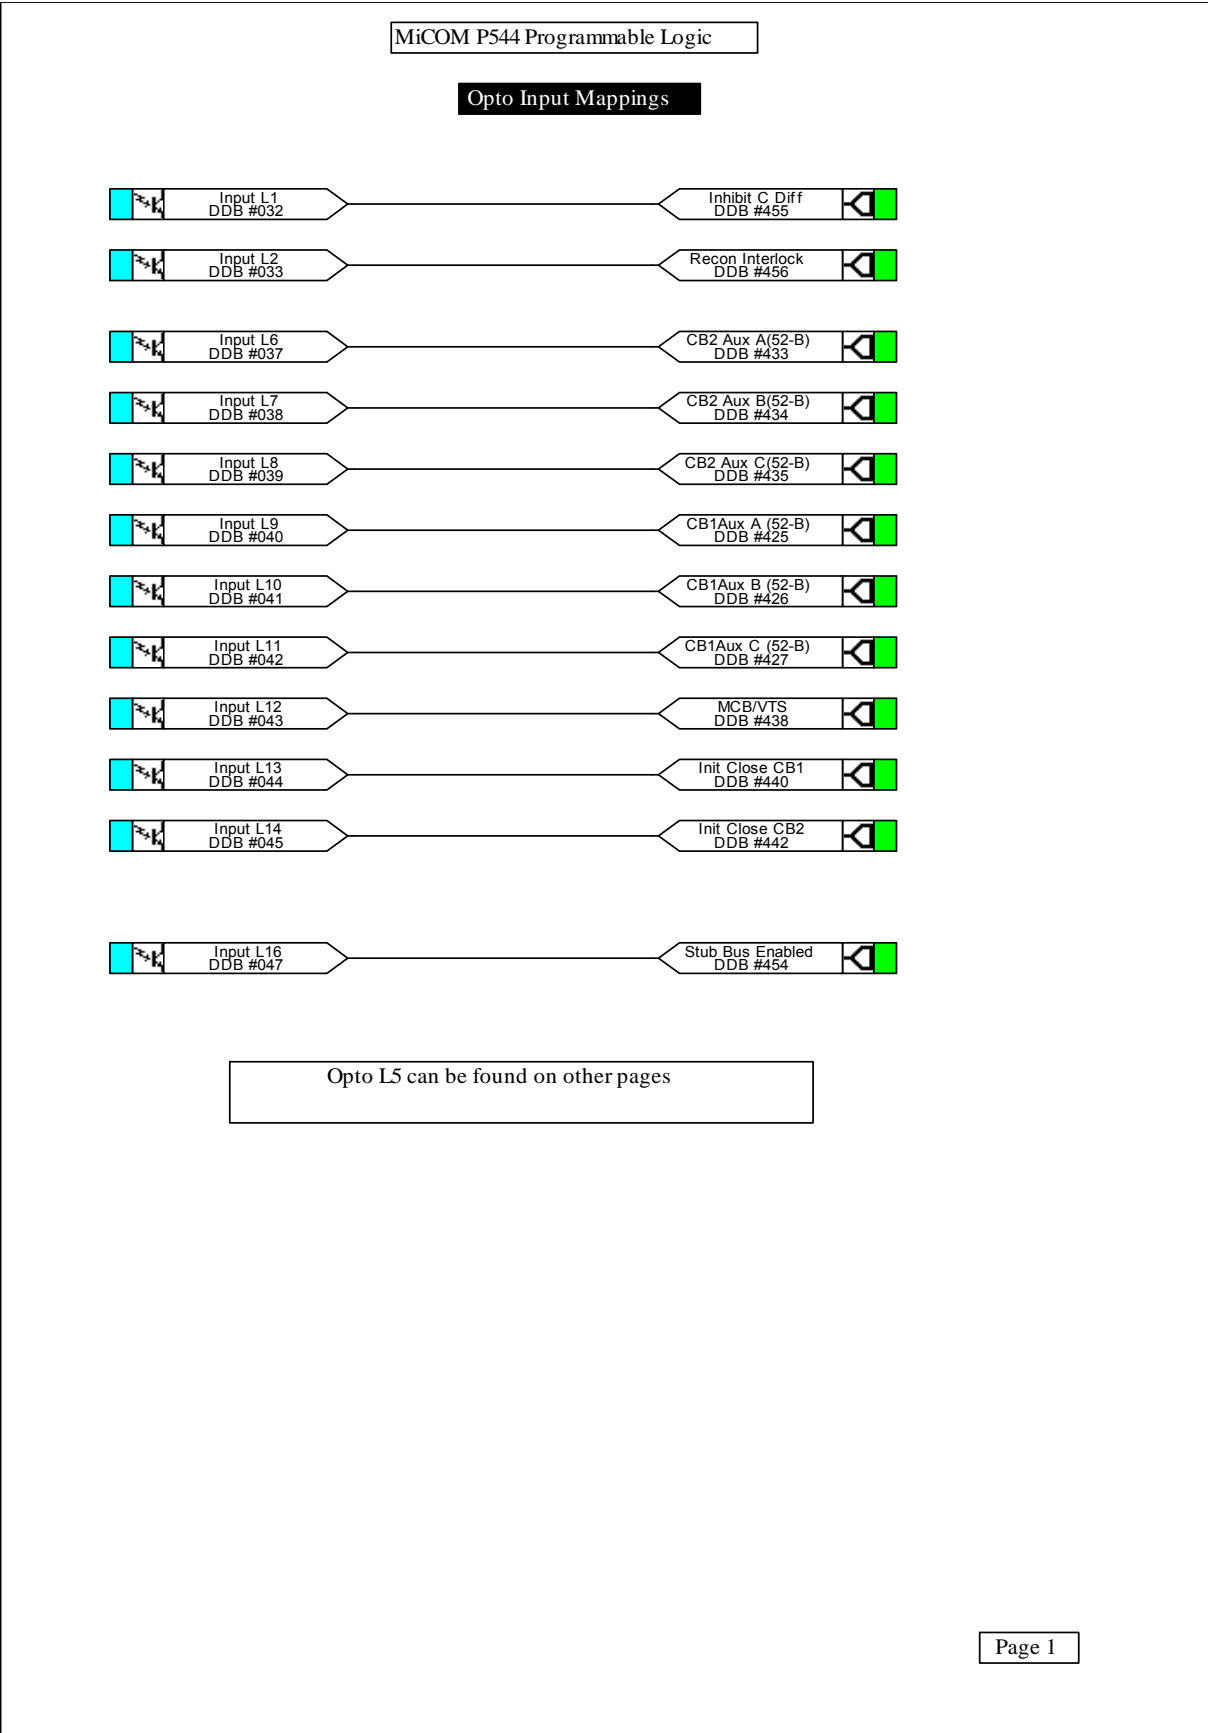 MiCOM P544 Programmable Logic
Opto Input Mappings
Input L1
DDB #032
Inhibit C Diff
DDB #455
Input L2
DDB #033
Recon Interlock
DDB #456
Input L6
DDB #037
CB2 Aux A(52-B)
DDB #433
Input L7
DDB #038
CB2 Aux B(52-B)
DDB #434
Input L8
DDB #039
CB2 Aux C(52-B)
DDB #435
Input L9
DDB #040
CB1Aux A (52-B)
DDB #425
Input L10
DDB #041
CB1Aux B (52-B)
DDB #426
Input L11
DDB #042
CB1Aux C (52-B)
DDB #427
Input L12
DDB #043
MCB/VTS
DDB #438
Input L13
DDB #044
Init Close CB1
DDB #440
Input L14
DDB #045
Init Close CB2
DDB #442
Input L16
DDB #047
Stub Bus Enabled
DDB #454
Opto L5 can be found on other pages
Page 1